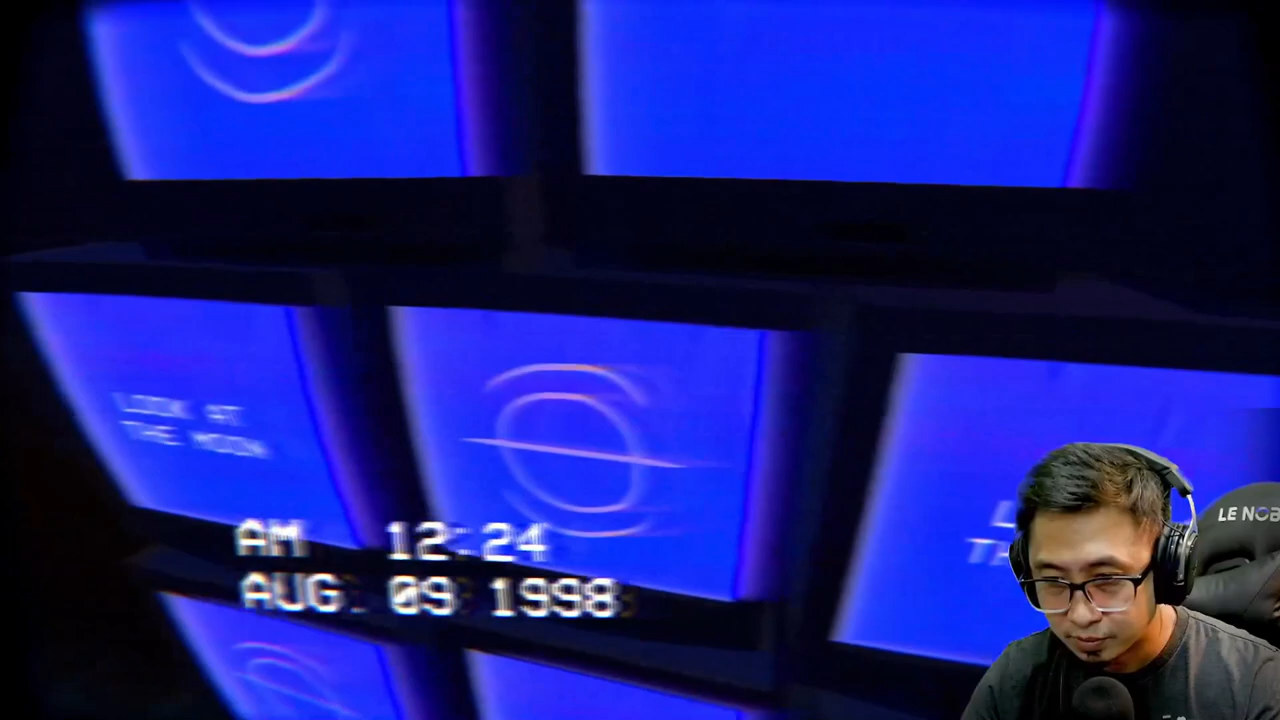 LOOK AT
THE MOON
AM 12:24
AUG. 09 1998
LE NOB